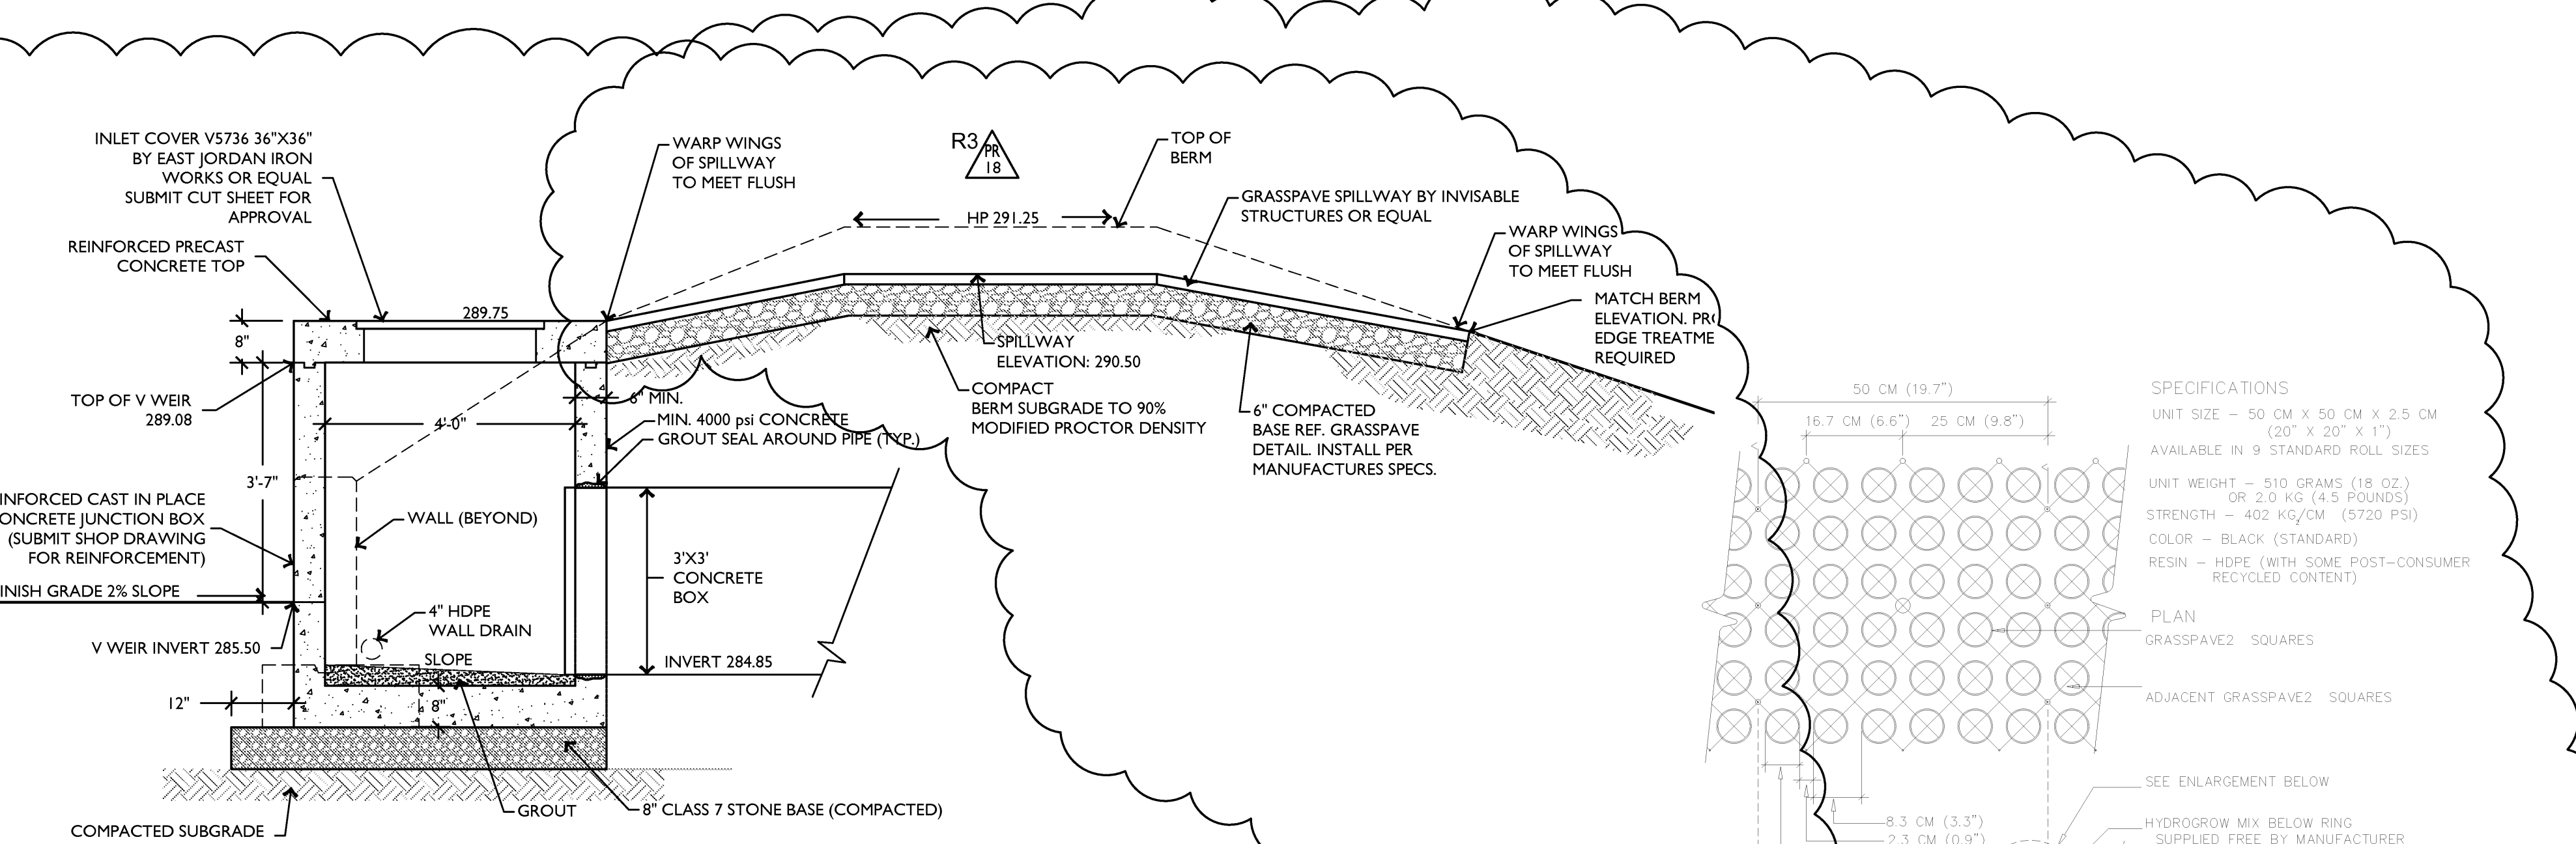 INLET COVER V5736 36"X36"
BY EAST JORDAN IRON
WORKS OR EQUAL
SUBMIT CUT SHEET FOR
APPROVAL
REINFORCED PRECAST
CONCRETE TOP
8"
289.75
TOP OF V WEIR
289.08
4'-0"
3'-7"
INFORCED CAST IN PLACE
ONCRETE JUNCTION BOX
(SUBMIT SHOP DRAWING
FOR REINFORCEMENT)
INISH GRADE 2% SLOPE
V WEIR INVERT 285.50
12"
COMPACTED SUBGRADE
WALL (BEYOND)
4" HDPE
WALL DRAIN
SLOPE
8"
GROUT
8" CLASS 7 STONE BASE (COMPACTED)
INVERT 284.85
3'X3'
CONCRETE
BOX
6" MIN.
MIN. 4000 psi CONCRETE
GROUT SEAL AROUND PIPE (TYP.)
WARP WINGS
OF SPILLWAY
TO MEET FLUSH
R3
PR
18
TOP OF
BERM
HP 291.25
GRASSPAVE SPILLWAY BY INVISABLE
STRUCTURES OR EQUAL
WARP WINGS
OF SPILLWAY
TO MEET FLUSH
MATCH BERM
ELEVATION. PR
EDGE TREATME
REQUIRED
SPILLWAY
ELEVATION: 290.50
COMPACT
BERM SUBGRADE TO 90%
MODIFIED PROCTOR DENSITY
6" COMPACTED
BASE REF. GRASSPAVE
DETAIL. INSTALL PER
MANUFACTURES SPECS.
50 CM (19.7")
16.7 CM (6.6")
25 CM (9.8")
SPECIFICATIONS
UNIT SIZE – 50 CM X 50 CM X 2.5 CM
(20" X 20" X 1")
AVAILABLE IN 9 STANDARD ROLL SIZES
UNIT WEIGHT – 510 GRAMS (18 OZ.)
OR 2.0 KG (4.5 POUNDS)
STRENGTH – 402 KG/CM2 (5720 PSI)
COLOR – BLACK (STANDARD)
RESIN – HDPE (WITH SOME POST–CONSUMER
RECYCLED CONTENT)
PLAN
GRASSPAVE2 SQUARES
ADJACENT GRASSPAVE2 SQUARES
SEE ENLARGEMENT BELOW
HYDROGROW MIX BELOW RING
SUPPLIED FREE BY MANUFACTURER
8.3 CM (3.3")
2.3 CM (0.9")